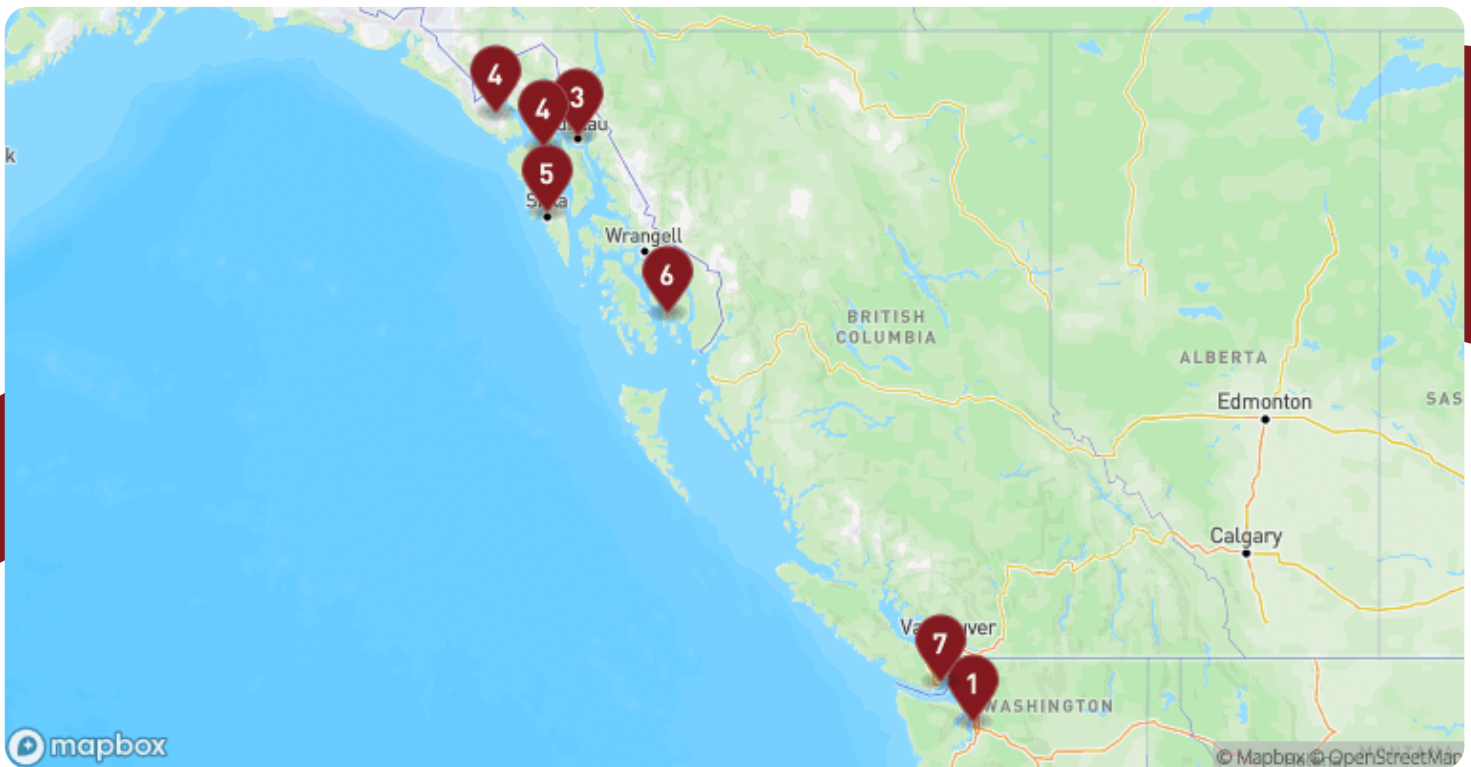 4
4
3
k
5
Wrangell
6
BRITISH
COLUMBIA
ALBERTA
Edmonton
SAS
Calgary
7
1
WASHINGTON
mapbox
© Mapbox © OpenStreetMap